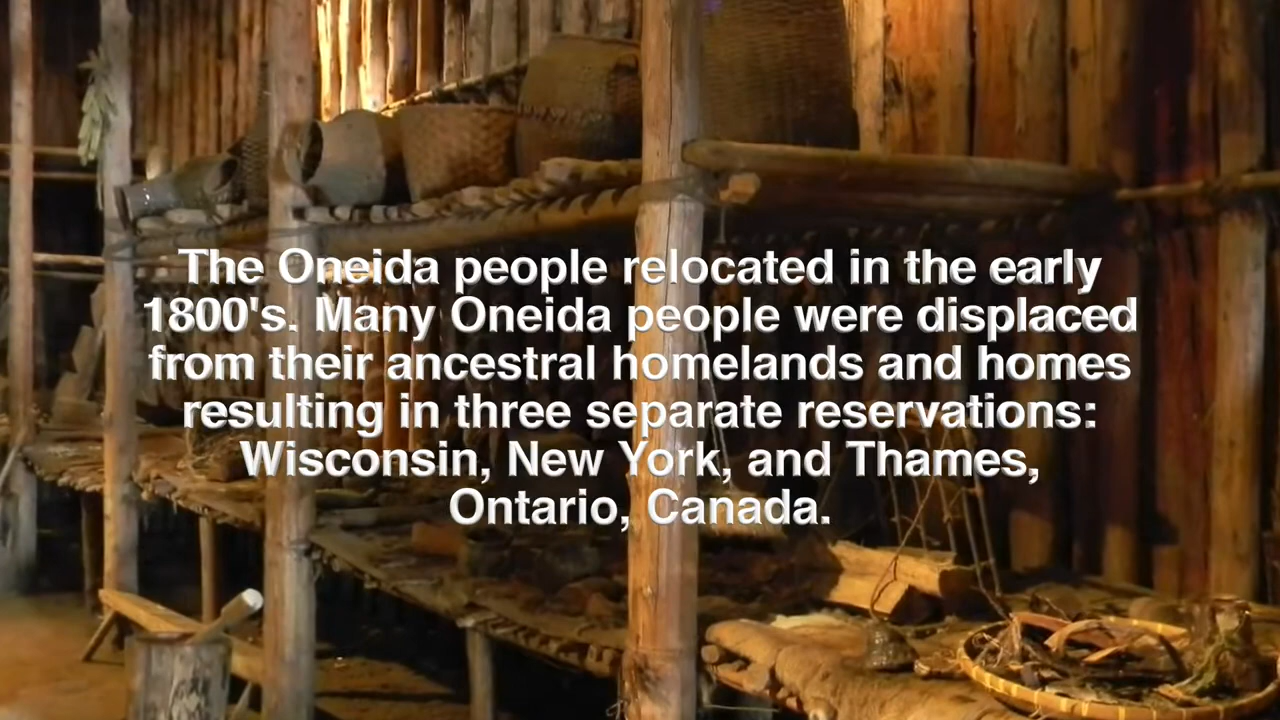 The Oneida people relocated in the early
1800's. Many Oneida people were displaced
from their ancestral homelands and homes
resulting in three separate reservations:
Wisconsin, New York, and Thames,
Ontario, Canada.